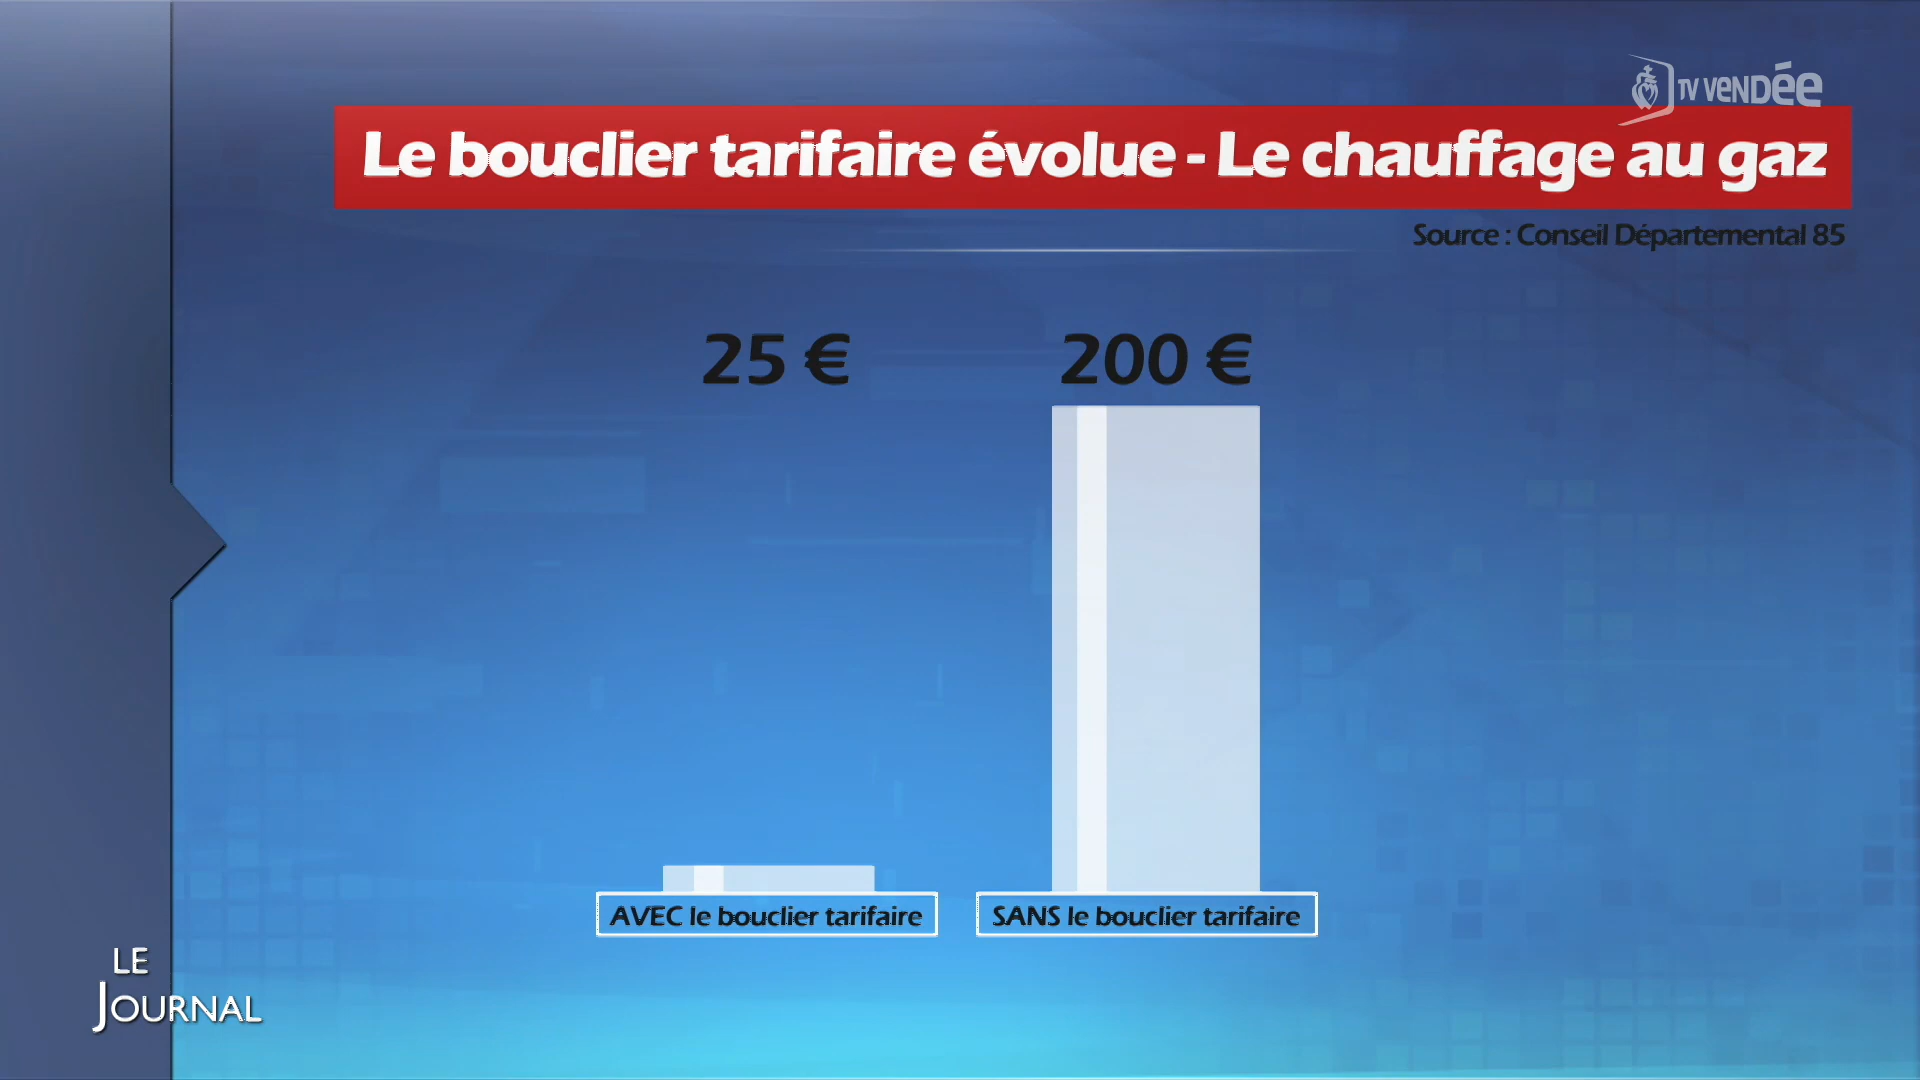 TV VENDÉE
Le bouclier tarifaire évolue - Le chauffage au gaz
Source : Conseil Départemental 85
25 € 200 €
AVEC le bouclier tarifaire SANS le bouclier tarifaire
LE
JOURNAL